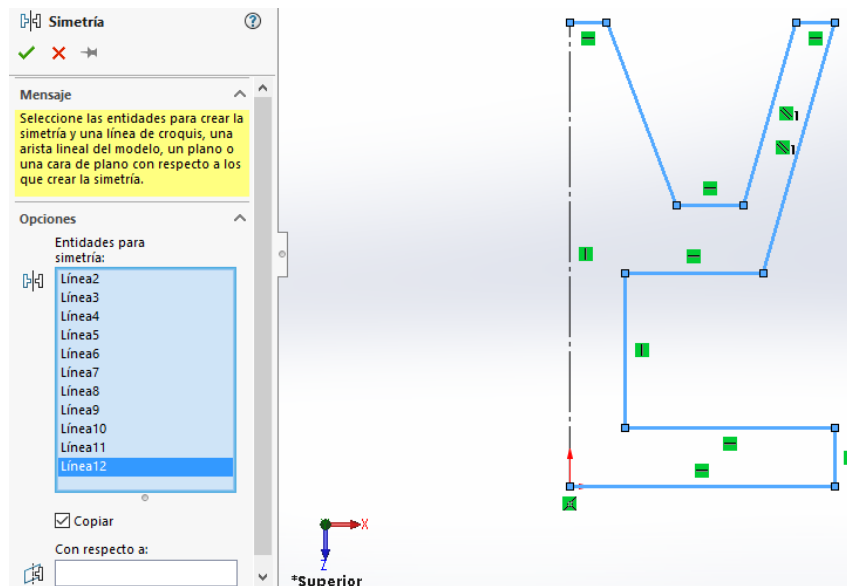 Simetría
Mensaje
Seleccione las entidades para crear la
simetría y una línea de croquis, una
arista lineal del modelo, un plano o
una cara de plano con respecto a los
que crear la simetría.
Opciones
Entidades para
simetría:
Línea2
Línea3
Línea4
Línea5
Línea6
Línea7
Línea8
Línea9
Línea10
Línea11
Línea12
Copiar
Con respecto a:
1
1
X
Z
*Superior